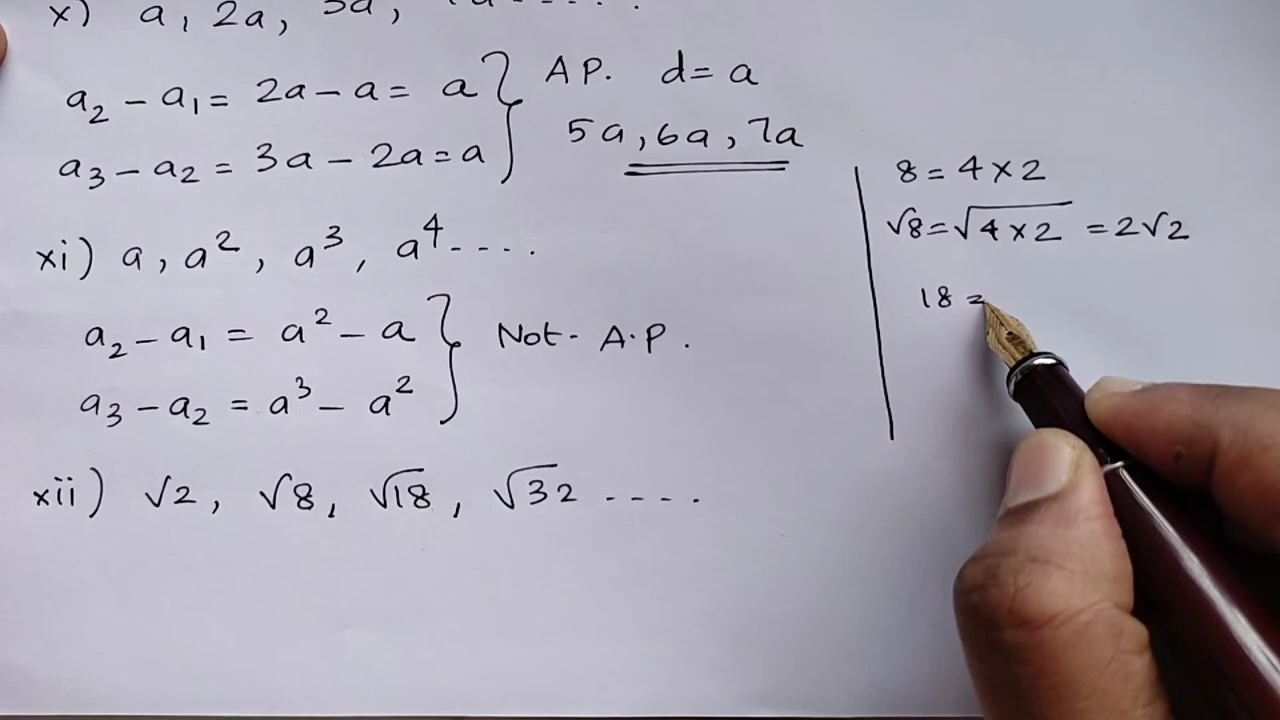 x) a, 2a, 3a,
a₂ - a₁ = 2a - a = a } A P. d = a
a₃ - a₂ = 3a - 2a = a } 5a, 6a, 7a
xi) a, a², a³, a⁴ - - - .
a₂ - a₁ = a² - a } Not- A.P.
a₃ - a₂ = a³ - a²
xii) √2, √8, √18, √32 - - - - .
8 = 4 × 2
√8 = √4 × 2 = 2√2
18 =